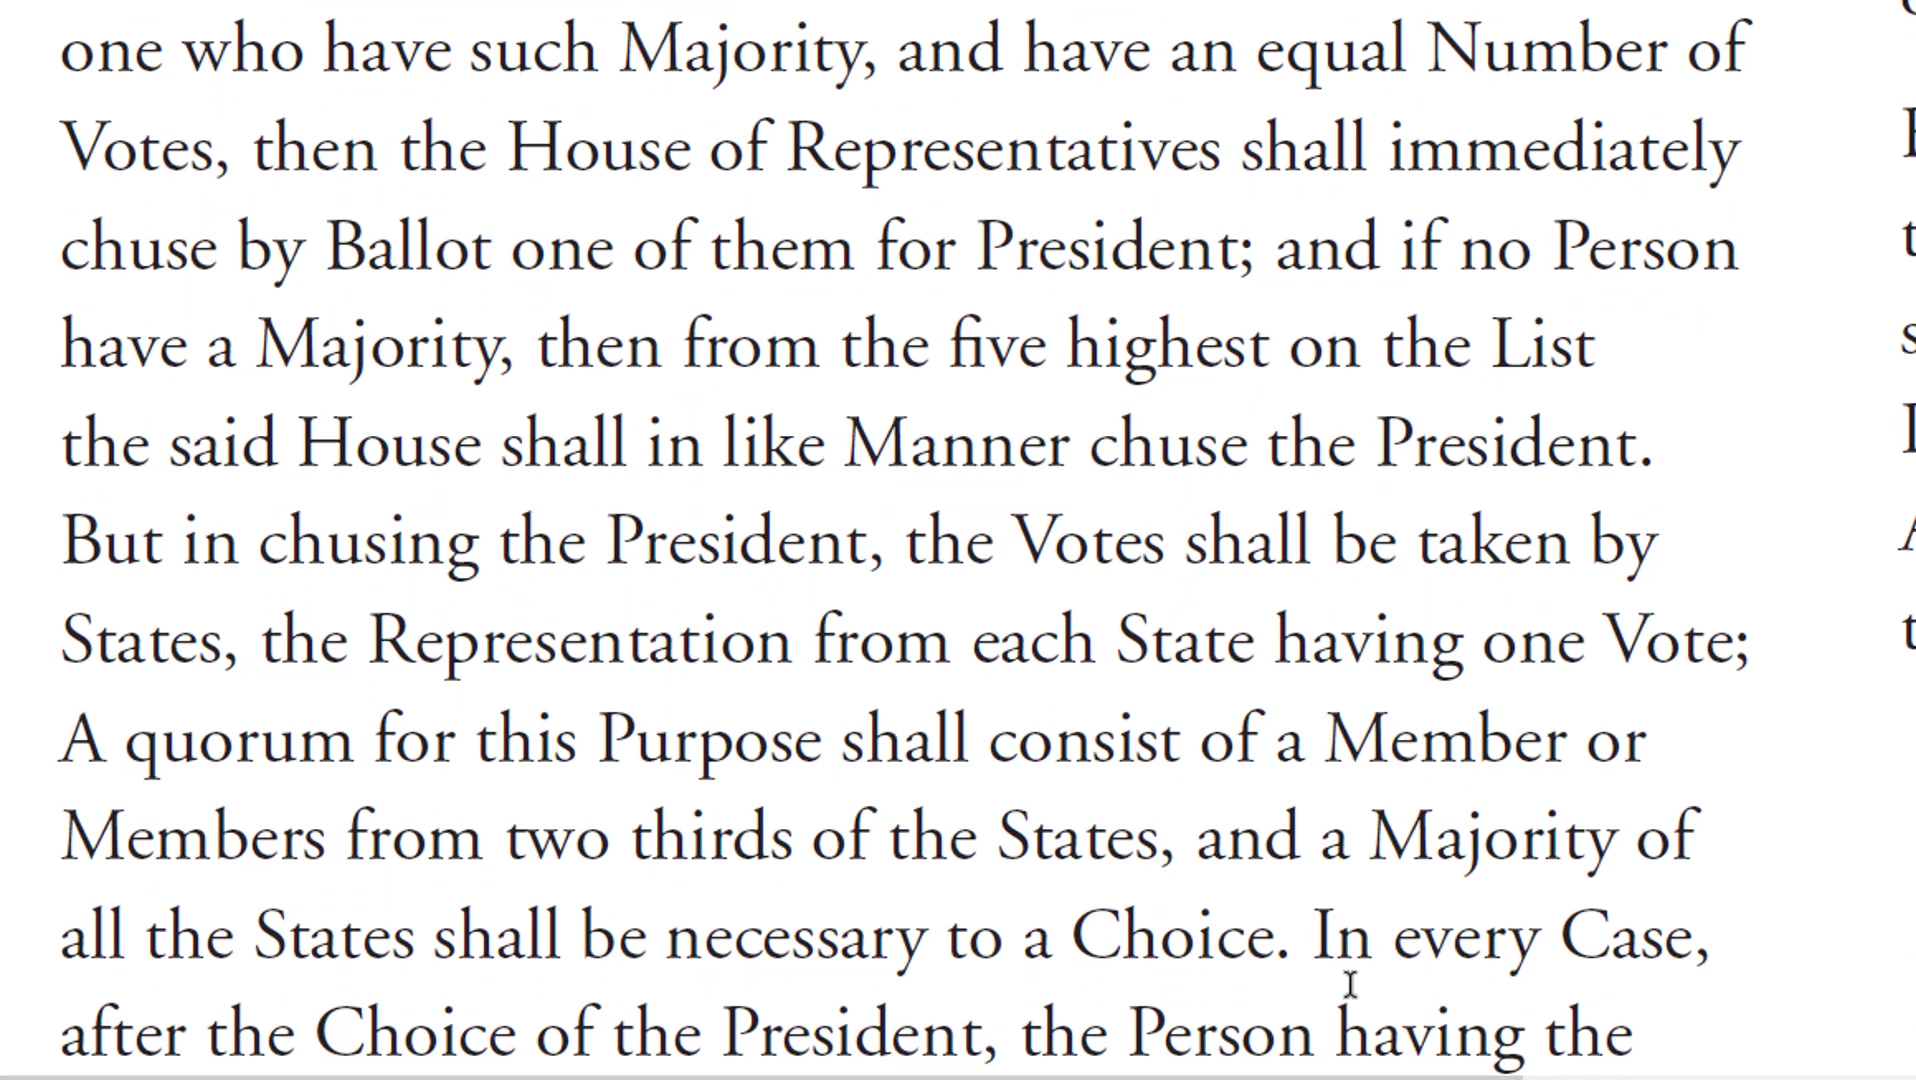 one who have such Majority, and have an equal Number of
Votes, then the House of Representatives shall immediately
chuse by Ballot one of them for President; and if no Person
have a Majority, then from the five highest on the List
the said House shall in like Manner chuse the President.
But in chusing the President, the Votes shall be taken by
States, the Representation from each State having one Vote;
A quorum for this Purpose shall consist of a Member or
Members from two thirds of the States, and a Majority of
all the States shall be necessary to a Choice. In every Case,
after the Choice of the President, the Person having the